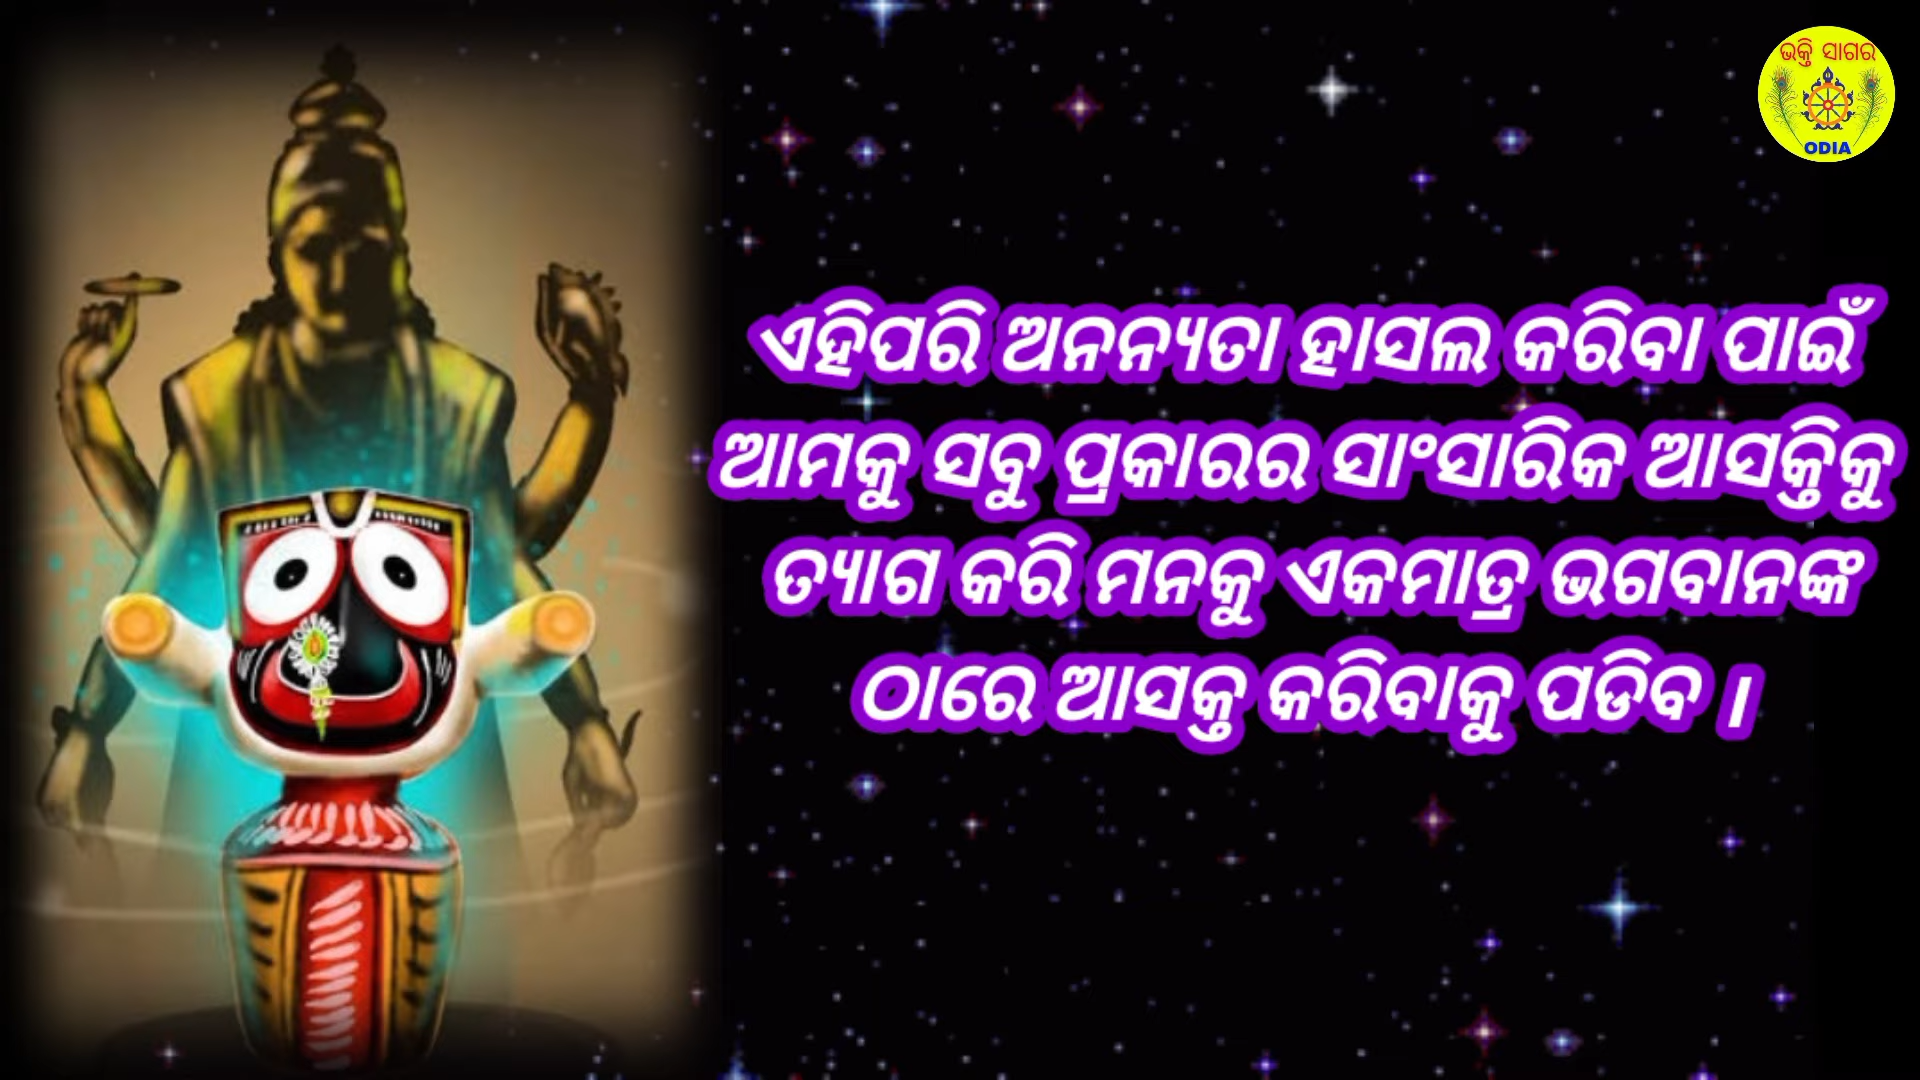 ଭକ୍ତି ସାଗର
ODIA
ଏହିପରି ଅନନ୍ୟତା ହାସଲ କରିବା ପାଇଁ
ଆମକୁ ସବୁ ପ୍ରକାରର ସାଂସାରିକ ଆସକ୍ତିକୁ
ତ୍ୟାଗ କରି ମନକୁ ଏକମାତ୍ର ଭଗବାନଙ୍କ
ଠାରେ ଆସକ୍ତ କରିବାକୁ ପଡିବ ।